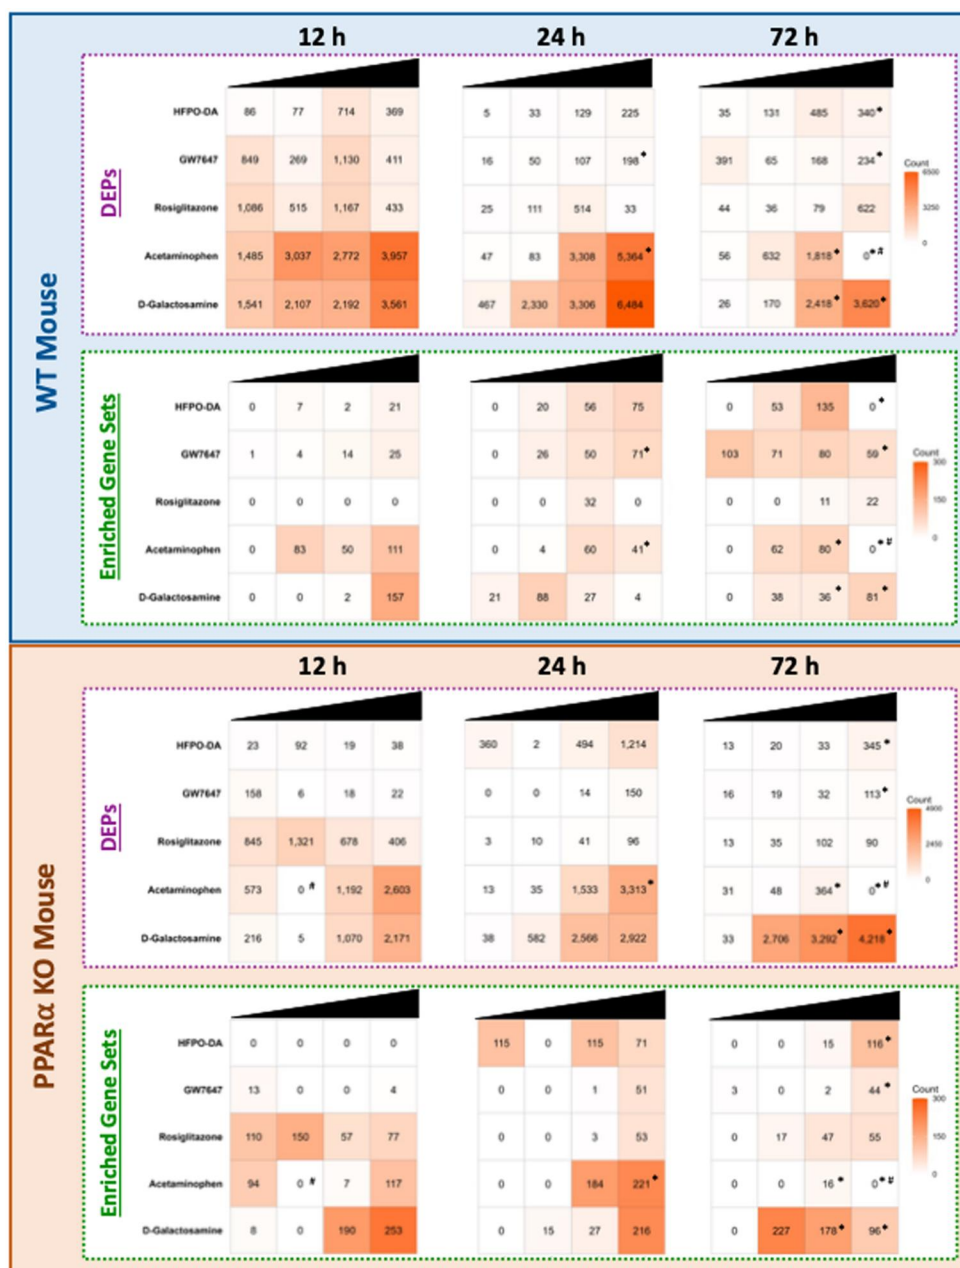 WT Mouse
12 h 24 h 72 h
DEPs
HFPO-DA 86 77 714 369 5 33 129 225 35 131 485 340*
GW7647 849 269 1,130 411 16 50 107 198* 391 65 168 234*
Rosiglitazone 1,086 515 1,167 433 25 111 514 33 44 36 79 622
Acetaminophen 1,485 3,037 2,772 3,957 47 83 3,308 5,364* 56 632 1,818* 0*#
D-Galactosamine 1,541 2,107 2,192 3,561 467 2,330 3,306 6,484 26 170 2,418* 3,620*
Count
6500
3250
0
Enriched Gene Sets
HFPO-DA 0 7 2 21 0 20 56 75 0 53 135 0*
GW7647 1 4 14 25 0 26 50 71* 103 71 80 59*
Rosiglitazone 0 0 0 0 0 0 32 0 0 0 11 22
Acetaminophen 0 83 50 111 0 4 60 41* 0 62 80* 0*#
D-Galactosamine 0 0 2 157 21 88 27 4 0 38 36* 81*
Count
300
150
0
PPARα KO Mouse
12 h 24 h 72 h
DEPs
HFPO-DA 23 92 19 38 360 2 494 1,214 13 20 33 345*
GW7647 158 6 18 22 0 0 14 150 16 19 32 113*
Rosiglitazone 845 1,321 678 406 3 10 41 96 13 35 102 90
Acetaminophen 573 0# 1,192 2,603 13 35 1,533 3,313* 31 48 364* 0*#
D-Galactosamine 216 5 1,070 2,171 38 582 2,566 2,922 33 2,706 3,292* 4,218*
Count
4900
2450
0
Enriched Gene Sets
HFPO-DA 0 0 0 0 115 0 115 71 0 0 15 116*
GW7647 13 0 0 4 0 0 1 51 3 0 2 44*
Rosiglitazone 110 150 57 77 0 0 3 53 0 17 47 55
Acetaminophen 94 0# 7 117 0 0 184 221* 0 0 16* 0*#
D-Galactosamine 8 0 190 253 0 15 27 216 0 227 178* 96*
Count
300
150
0